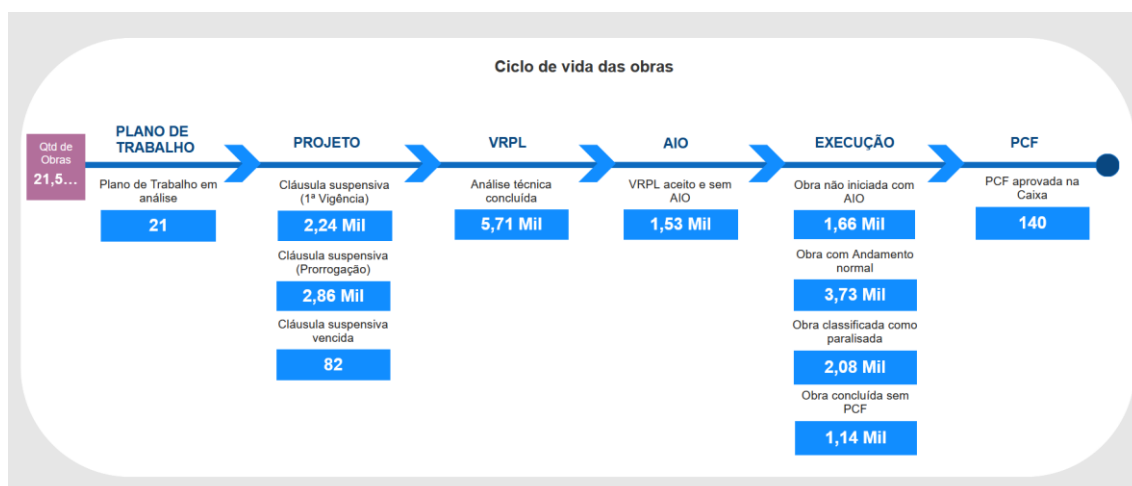 Ciclo de vida das obras
Qtd de
Obras
21,5...
PLANO DE
TRABALHO
Plano de Trabalho em
análise
21
PROJETO
Cláusula suspensiva
(1ª Vigência)
2,24 Mil
Cláusula suspensiva
(Prorrogação)
2,86 Mil
Cláusula suspensiva
vencida
82
VRPL
Análise técnica
concluída
5,71 Mil
AIO
VRPL aceito e sem
AIO
1,53 Mil
EXECUÇÃO
Obra não iniciada com
AIO
1,66 Mil
Obra com Andamento
normal
3,73 Mil
Obra classificada como
paralisada
2,08 Mil
Obra concluída sem
PCF
1,14 Mil
PCF
PCF aprovada na
Caixa
140